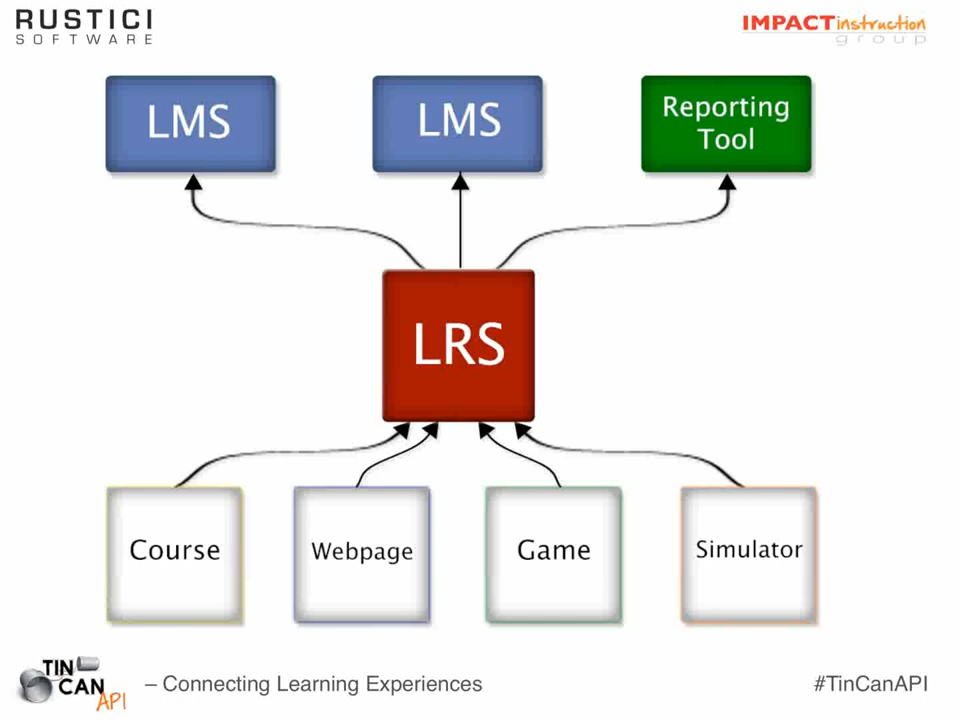 RUSTICI
SOFTWARE
IMPACTinstruction
group
LMS
LMS
Reporting
Tool
LRS
Course
Webpage
Game
Simulator
TIN
CAN
API
– Connecting Learning Experiences
#TinCanAPI